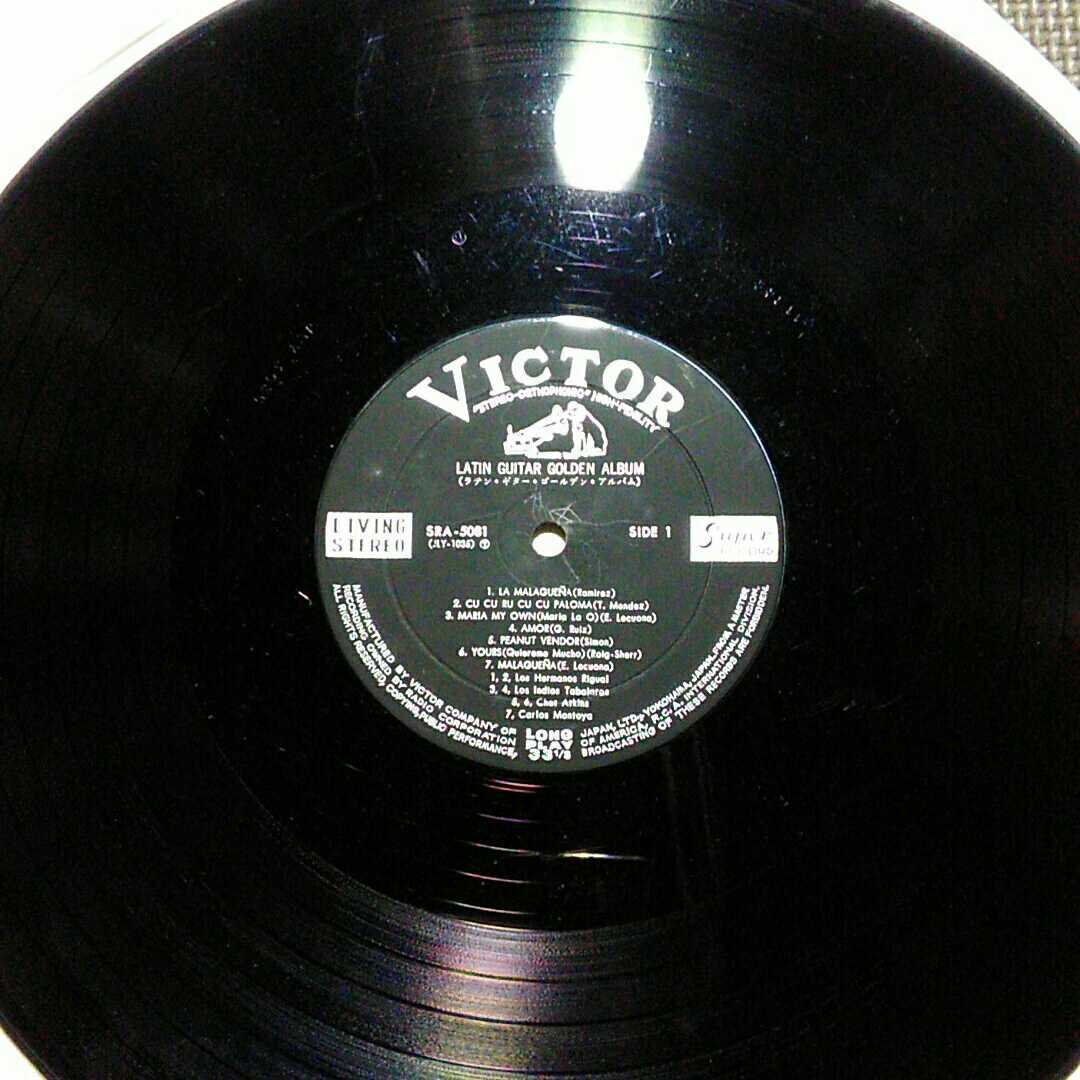 VICTOR
"STEREO-ORTHOPHONIC" HIGH-FIDELITY
LATIN GUITAR GOLDEN ALBUM
(ラテン・ギター・ゴールデン・アルバム)
LIVING
STEREO
SRA-5081
(JLY-1035)
SIDE 1
Super
RECORD
1. LA MALAGUEÑA(Ramirez)
2. CU CU RU CU CU PALOMA(T. Mendez)
3. MARIA MY OWN(Maria La O)(E. Lecuona)
4. AMOR(G. Ruiz)
5. PEANUT VENDOR(Simon)
6. YOURS(Quiereme Mucho)(Roig-Sherr)
7. MALAGUEÑA(E. Lecuona)
1, 2, Los Hermanos Rigual
3, 4, Los Indios Tabajaras
5, 6, Chet Atkins
7, Carlos Montoya
LONG
PLAY
33 1/3
MANUFACTURED BY VICTOR COMPANY OF JAPAN, LTD., YOKOHAMA, JAPAN, FROM A MASTER
RECORDING OWNED BY RADIO CORPORATION OF AMERICA, R.C.A. INTERNATIONAL DIVISION.
ALL RIGHTS RESERVED, COPYING, PUBLIC PERFORMANCE, BROADCASTING OF THESE RECORDS ARE FORBIDDEN.